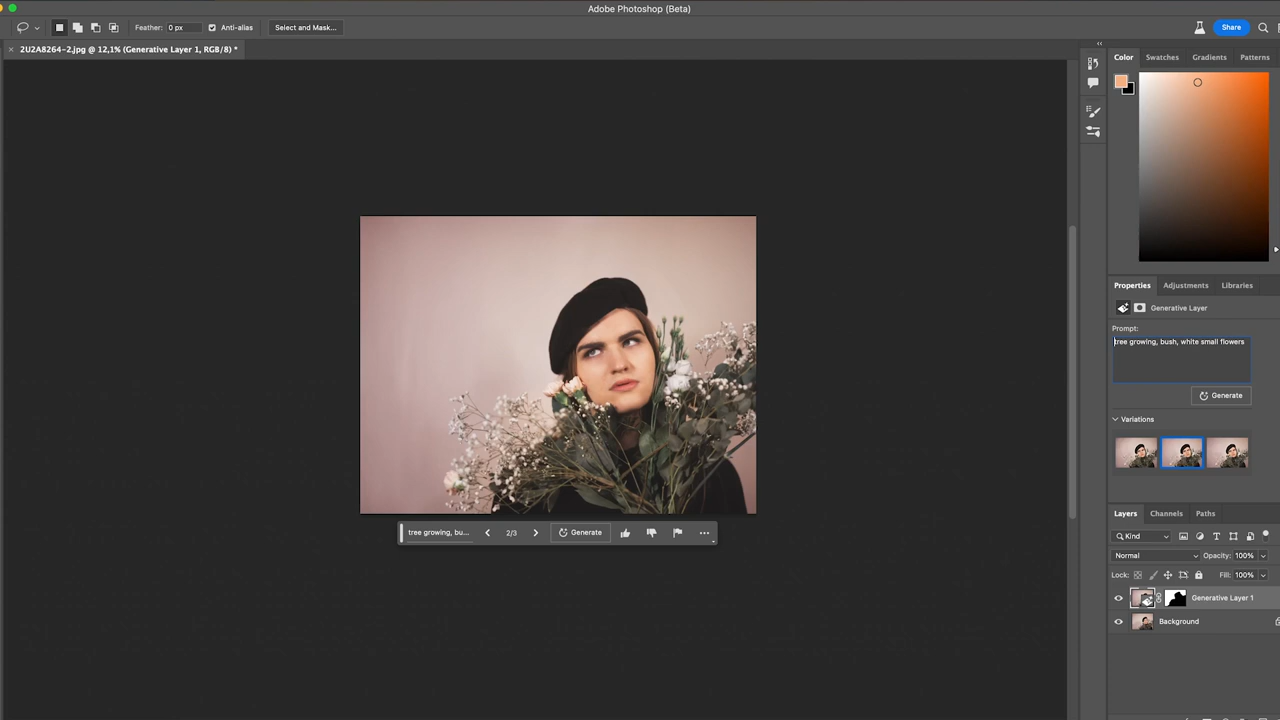 Adobe Photoshop (Beta)
Feather: 0 px Anti-alias Select and Mask... Share
2U2A8264-2.jpg @ 12,1% (Generative Layer 1, RGB/8) *
Color Swatches Gradients Patterns
Properties Adjustments Libraries
Generative Layer
Prompt:
tree growing, bush, white small flowers
Generate
Variations
tree growing, bu... 2/3 Generate
Layers Channels Paths
Kind
Normal Opacity: 100%
Lock: Fill: 100%
Generative Layer 1
Background